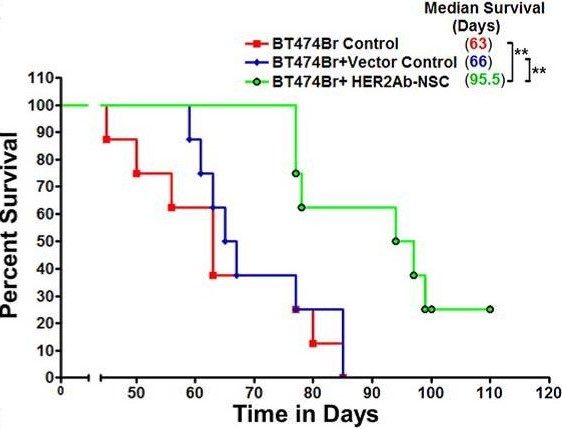 Median Survival
(Days)
BT474Br Control (63)
**
BT474Br+Vector Control (66)
**
BT474Br+ HER2Ab-NSC (95.5)
110
100
90
80
70
60
50
40
30
20
10
0
Percent Survival
0 50 60 70 80 90 100 110 120
Time in Days